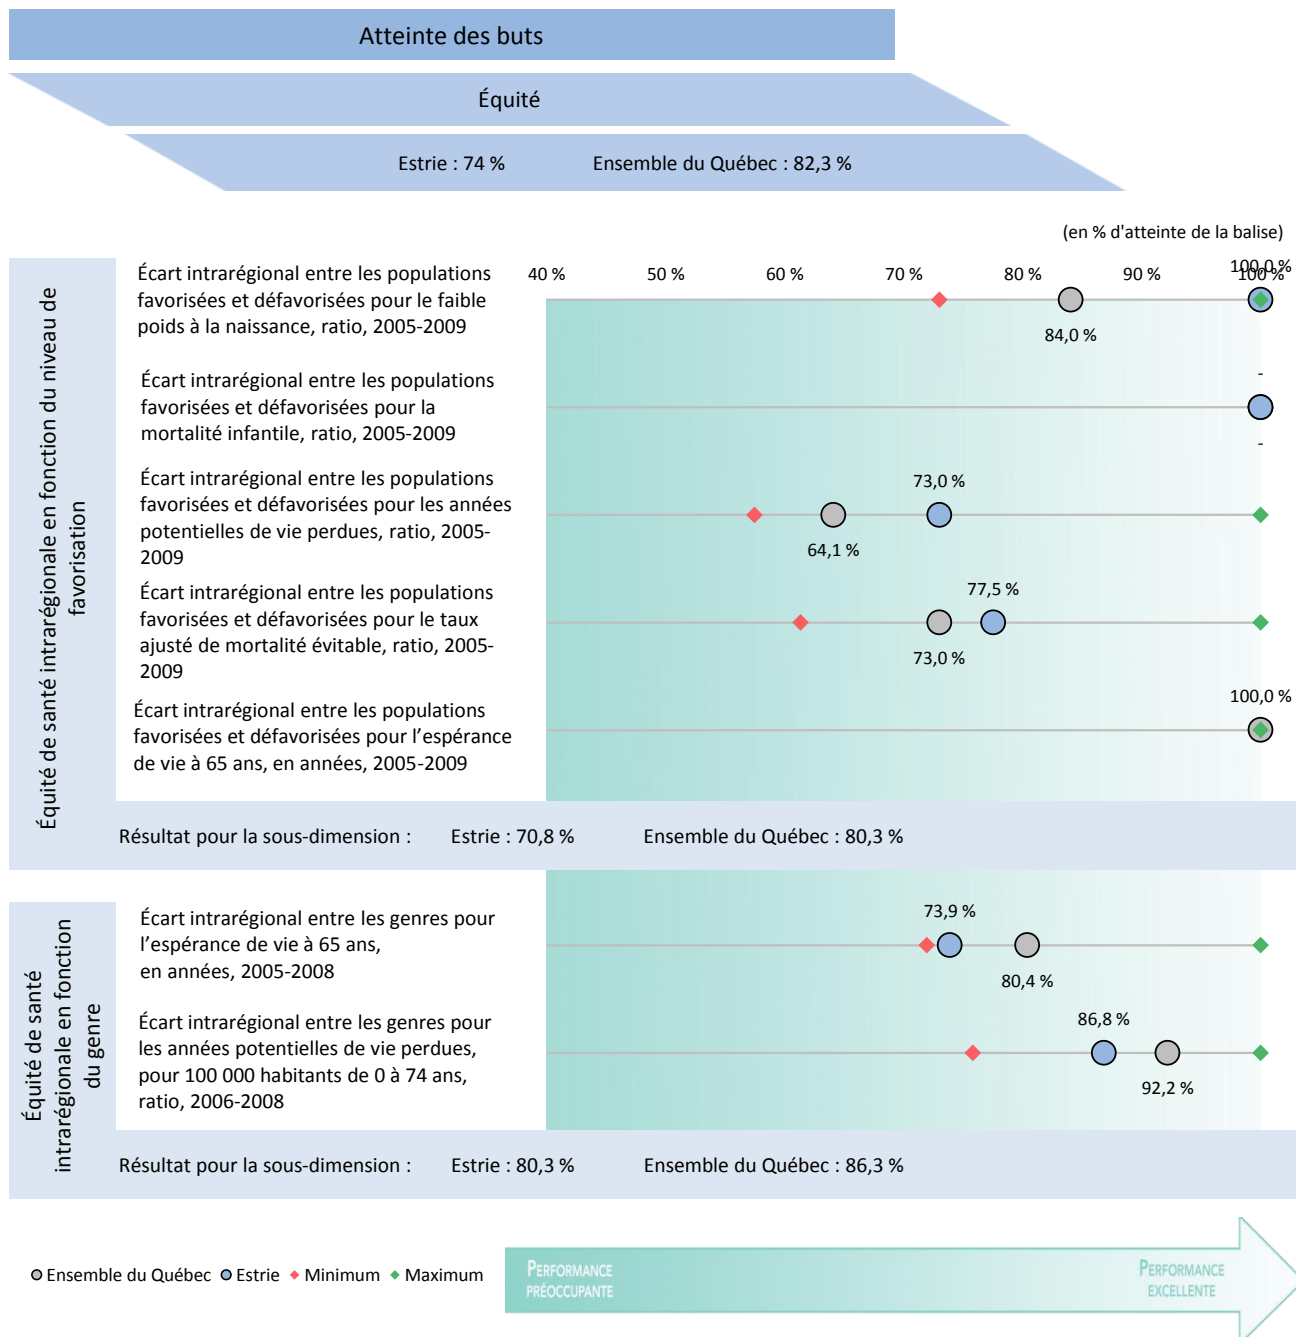 Atteinte des buts
Équité
Estrie : 74 % Ensemble du Québec : 82,3 %
(en % d'atteinte de la balise)
40 % 50 % 60 % 70 % 80 % 90 % 100 %
Équité de santé intrarégionale en fonction du niveau de
favorisation
Écart intrarégional entre les populations
favorisées et défavorisées pour le faible
poids à la naissance, ratio, 2005-2009
100,0 %
84,0 %
Écart intrarégional entre les populations
favorisées et défavorisées pour la
mortalité infantile, ratio, 2005-2009
-
-
Écart intrarégional entre les populations
favorisées et défavorisées pour les années
potentielles de vie perdues, ratio, 2005-
2009
73,0 %
64,1 %
Écart intrarégional entre les populations
favorisées et défavorisées pour le taux
ajusté de mortalité évitable, ratio, 2005-
2009
77,5 %
73,0 %
Écart intrarégional entre les populations
favorisées et défavorisées pour l'espérance
de vie à 65 ans, en années, 2005-2009
100,0 %
Résultat pour la sous-dimension : Estrie : 70,8 % Ensemble du Québec : 80,3 %
Équité de santé
intrarégionale en fonction
du genre
Écart intrarégional entre les genres pour
l'espérance de vie à 65 ans,
en années, 2005-2008
73,9 %
80,4 %
Écart intrarégional entre les genres pour
les années potentielles de vie perdues,
pour 100 000 habitants de 0 à 74 ans,
ratio, 2006-2008
86,8 %
92,2 %
Résultat pour la sous-dimension : Estrie : 80,3 % Ensemble du Québec : 86,3 %
Ensemble du Québec Estrie Minimum Maximum
PERFORMANCE
PRÉOCCUPANTE
PERFORMANCE
EXCELLENTE